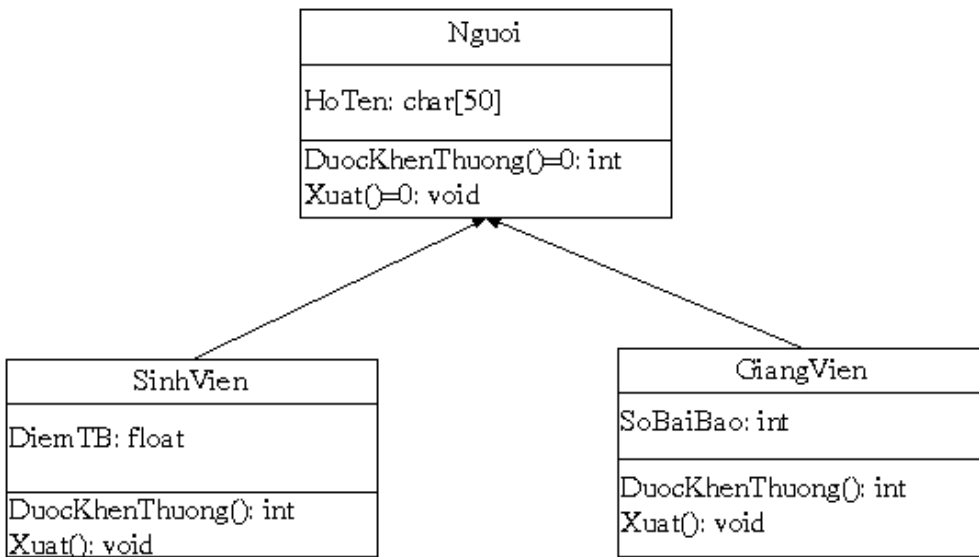 Nguoi
HoTen: char[50]
DuocKhenThuong()=0: int
Xuat()=0: void
SinhVien
DiemTB: float
DuocKhenThuong(): int
Xuat(): void
GiangVien
SoBaiBao: int
DuocKhenThuong(): int
Xuat(): void